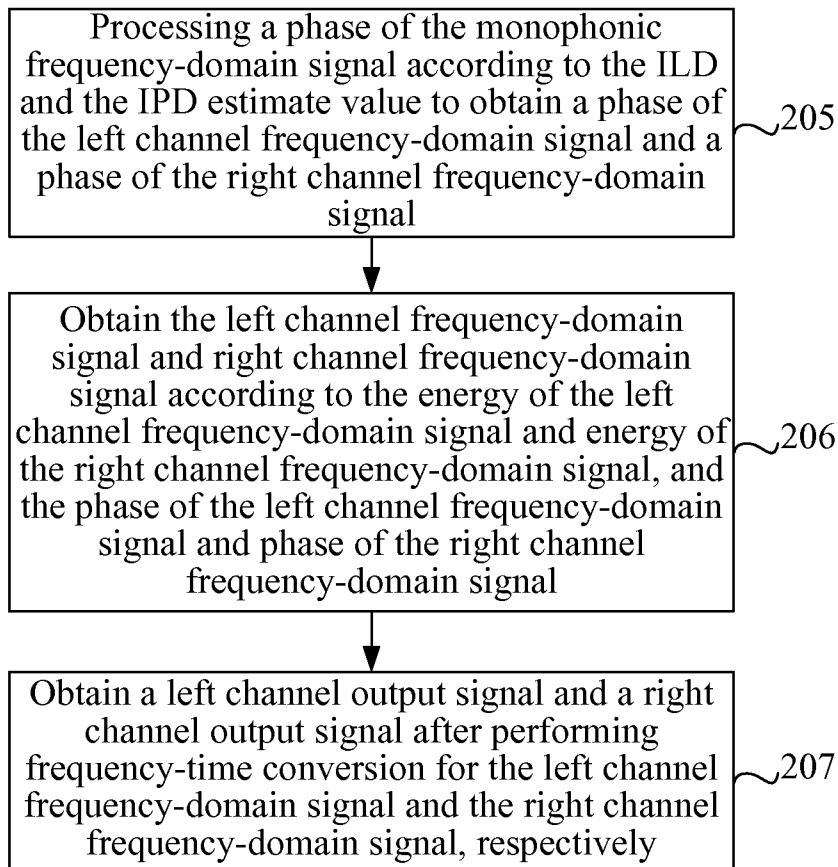 Processing a phase of the monophonic
frequency-domain signal according to the ILD
and the IPD estimate value to obtain a phase of
the left channel frequency-domain signal and a
phase of the right channel frequency-domain
signal
205
Obtain the left channel frequency-domain
signal and right channel frequency-domain
signal according to the energy of the left
channel frequency-domain signal and energy of
the right channel frequency-domain signal, and
the phase of the left channel frequency-domain
signal and phase of the right channel
frequency-domain signal
206
Obtain a left channel output signal and a right
channel output signal after performing
frequency-time conversion for the left channel
frequency-domain signal and the right channel
frequency-domain signal, respectively
207